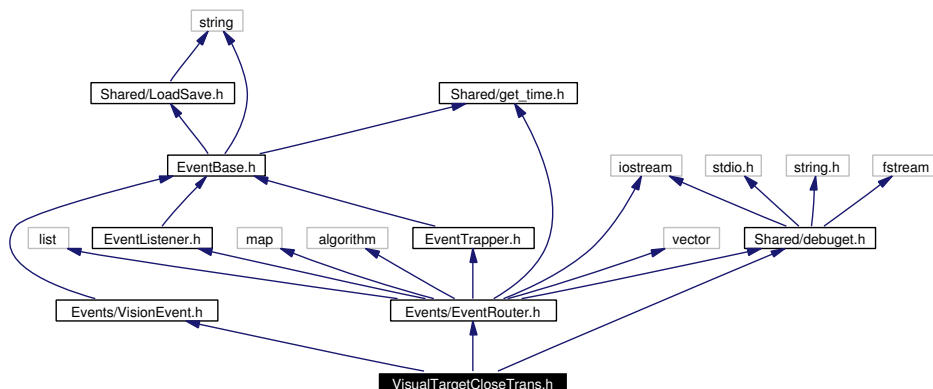 string
Shared/LoadSave.h
Shared/get_time.h
EventBase.h
iostream
stdio.h
string.h
fstream
list
EventListener.h
map
algorithm
EventTrapper.h
vector
Shared/debuget.h
Events/VisionEvent.h
Events/EventRouter.h
VisualTargetCloseTrans.h